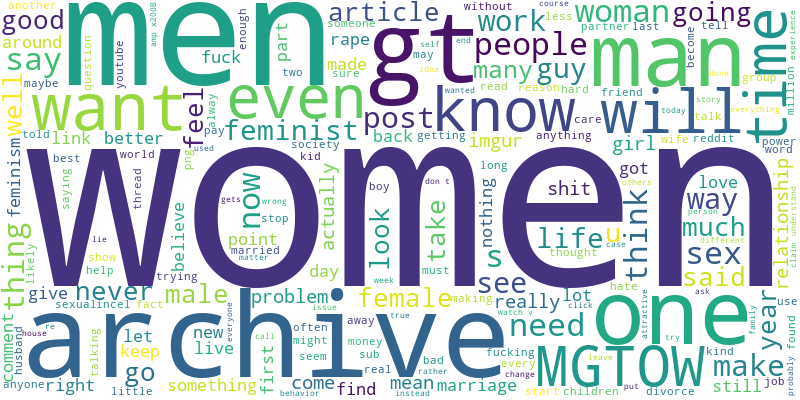 another
good
around
say
men
fuck
youtube
amp x200B
question
maybe
someone
enough
part
two
article
rape
made
sure
without
self
may
gt
work
people
many
guy
woman
going
man
course
less
partner
last
tell
become
experience
million
group
time
well
want
even
feminist
feel
always
post
know
read
reason
hard
friend
idea
end
wanted
will
done
today
story
talk
everything
care
told
link
better
pay
back
getting
anything
imgur
girl
wife
reddit
power
word
feminism
used
png
saying
best
world
thread
women
society
kid
gets
wrong
now
stop
actually
boy
don t
look
take
long
nothing
shit
got
u
think
love
way
much
sex
said
relationship
person
different
claim
understand
others
case
thing
likely
lie
show
help
trying
believe
point
married
matter
day
week
must
s
see
life
thought
hate
give
never
male
problem
female
making
really
lot
click
watch v
need
one
attractive
ask
family
try
make
year
use
found
probably
comment
husband
house
re
sexual
incel
fact
archive
let
keep
new
live
everyone
call
first
often
might
seem
issue
true
away
money
sub
real
bad
rather
fucking
every
change
MGTOW
leave
kind
put
still
job
anyone
right
go
talking
little
something
behavior
come
find
instead
mean
marriage
start
children
divorce